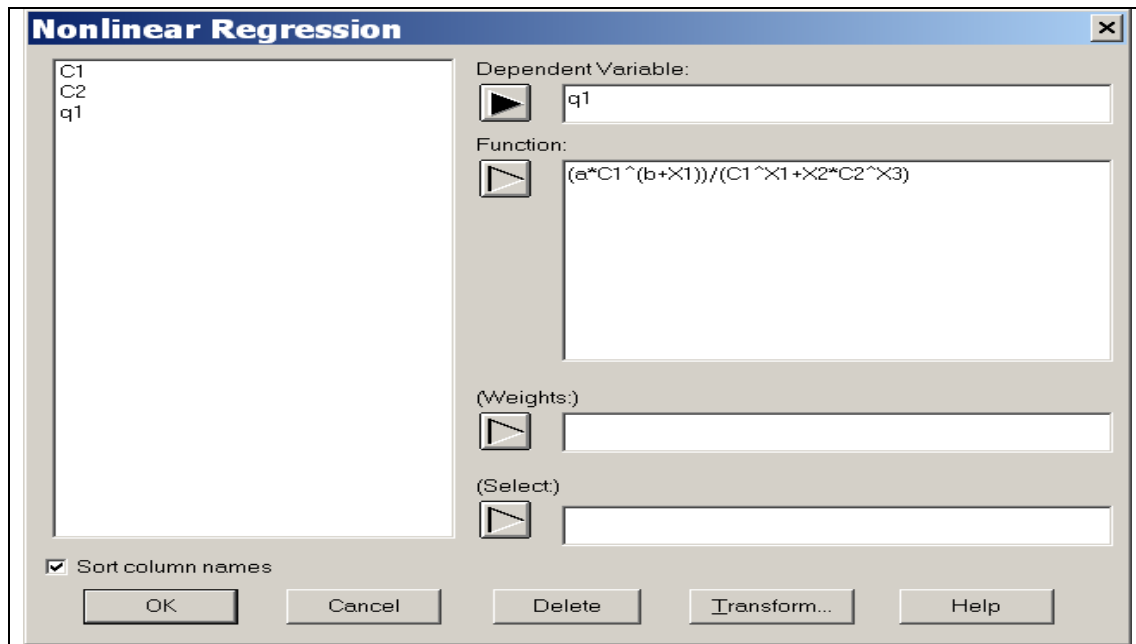 Nonlinear Regression
C1
C2
q1
Dependent Variable:
q1
Function:
(a*C1^(b+X1))/(C1^X1+X2*C2^X3)
(Weights:)
(Select:)
Sort column names
OK
Cancel
Delete
Transform...
Help